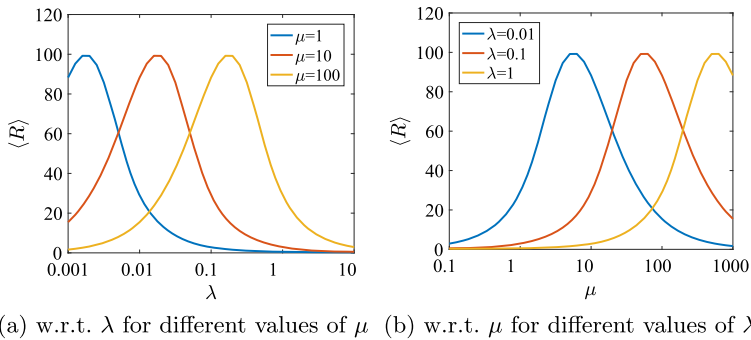 120
100
80
60
40
20
0
⟨R⟩
μ=1
μ=10
μ=100
0.001 0.01 0.1 1 10
λ
120
100
80
60
40
20
0
⟨R⟩
λ=0.01
λ=0.1
λ=1
0.1 1 10 100 1000
μ
(a) w.r.t. λ for different values of μ
(b) w.r.t. μ for different values of λ